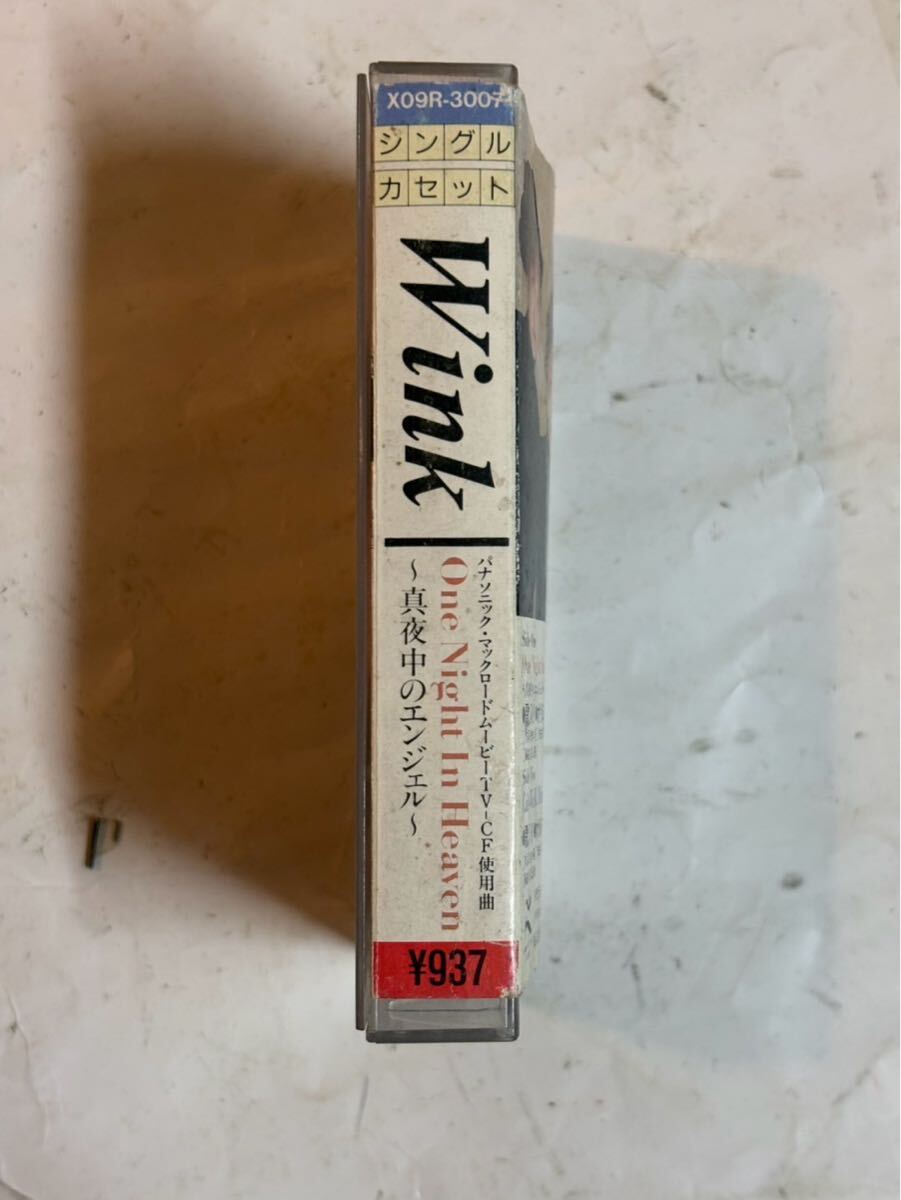 X09R-3007
シングル
カセット
Wink
パナソニック・マックロードムービーTV-CF使用曲
One Night In Heaven
～真夜中のエンジェル～
¥937